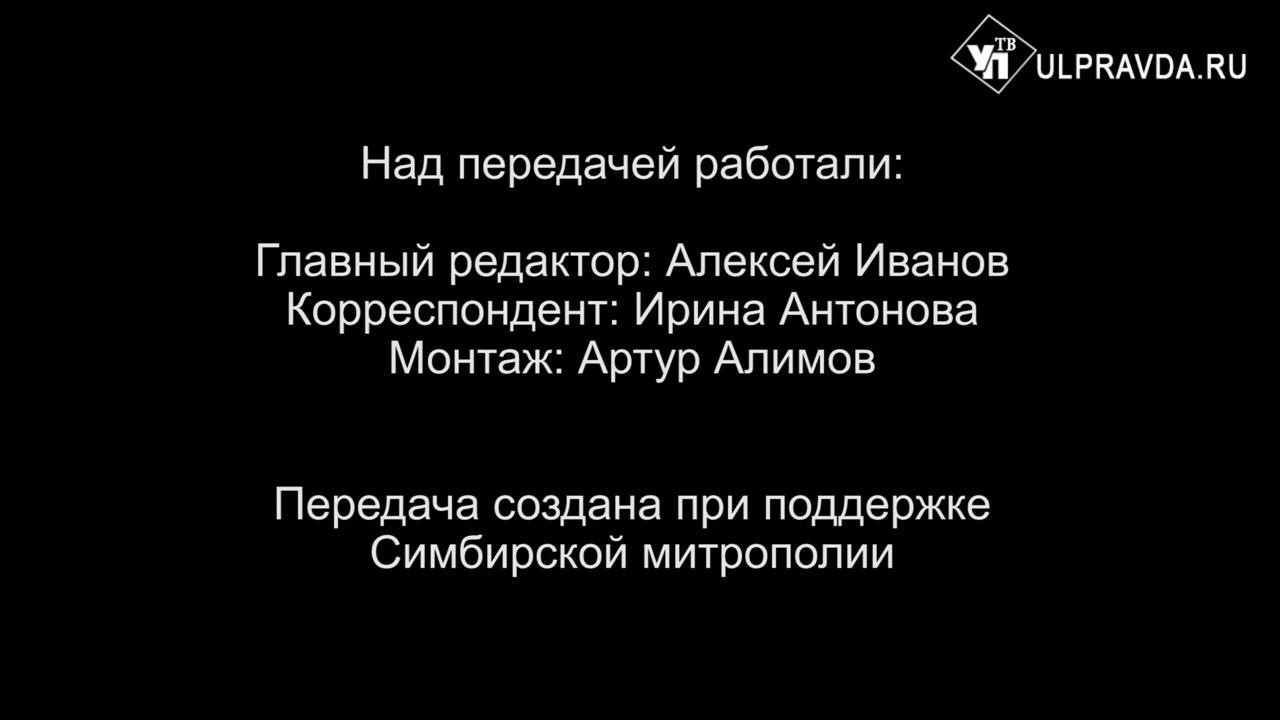 ТВ
УП
ULPRAVDA.RU
Над передачей работали:
Главный редактор: Алексей Иванов
Корреспондент: Ирина Антонова
Монтаж: Артур Алимов
Передача создана при поддержке
Симбирской митрополии